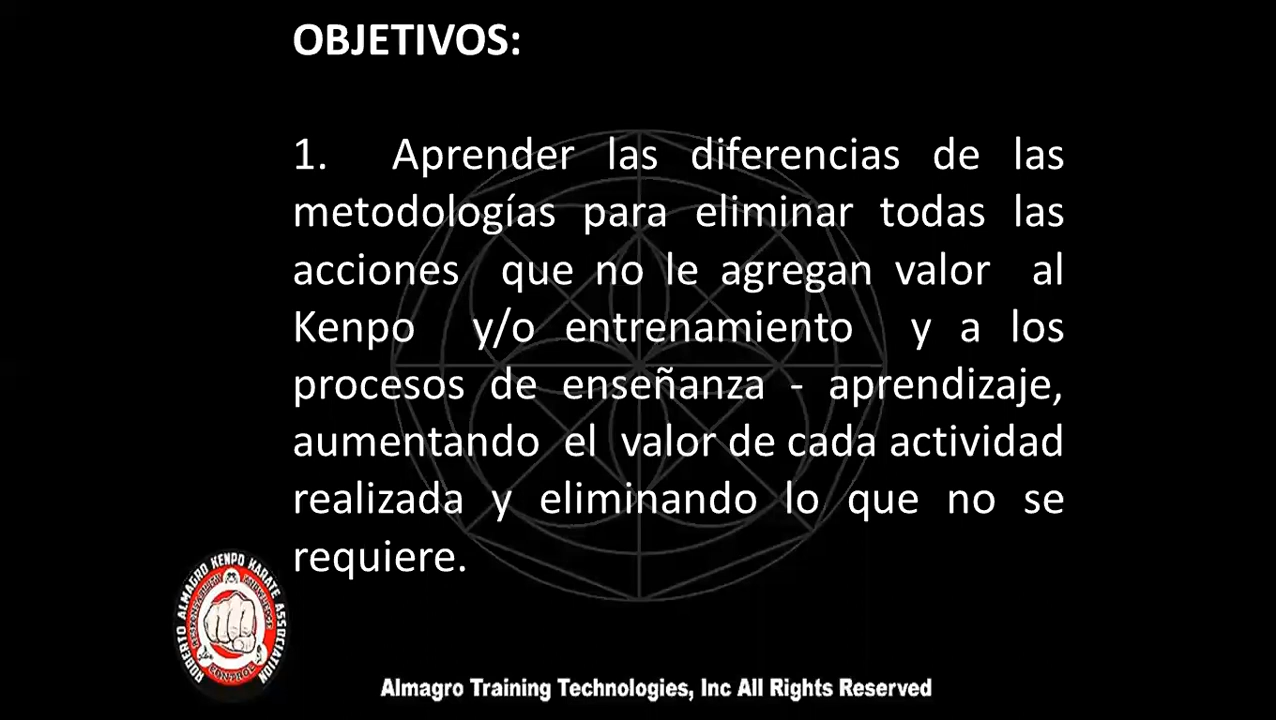 OBJETIVOS:
1. Aprender las diferencias de las
metodologías para eliminar todas las
acciones que no le agregan valor al
Kenpo y/o entrenamiento y a los
procesos de enseñanza - aprendizaje,
aumentando el valor de cada actividad
realizada y eliminando lo que no se
requiere.
ROBERTO ALMAGRO KENPO KARATE ASSOCIATION
CONTROL
Almagro Training Technologies, Inc All Rights Reserved